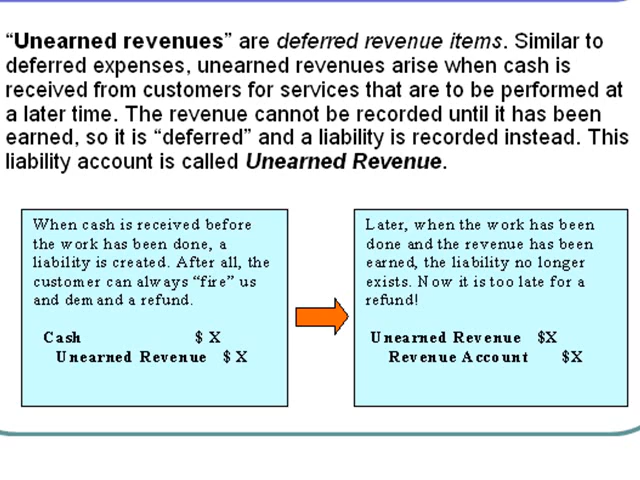 “Unearned revenues” are deferred revenue items. Similar to
deferred expenses, unearned revenues arise when cash is
received from customers for services that are to be performed at
a later time. The revenue cannot be recorded until it has been
earned, so it is “deferred” and a liability is recorded instead. This
liability account is called Unearned Revenue.
When cash is received before
the work has been done, a
liability is created. After all, the
customer can always “fire” us
and demand a refund.
Cash $ X
Unearned Revenue $ X
Later, when the work has been
done and the revenue has been
earned, the liability no longer
exists. Now it is too late for a
refund!
Unearned Revenue $X
Revenue Account $X